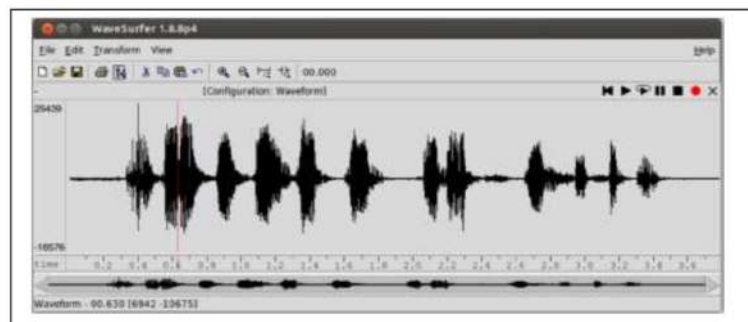 WaveSurfer 1.8.8p4
File Edit Transform View Help
00.000
- [Configuration: Waveform]
25439
-16576
time 0.2 0.4 0.6 0.8 1.0 1.2 1.4 1.6 1.8 2.0 2.2 2.4 2.6 2.8 3.0 3.2 3.4 3.6
Waveform - 00.630 [6942 -10675]